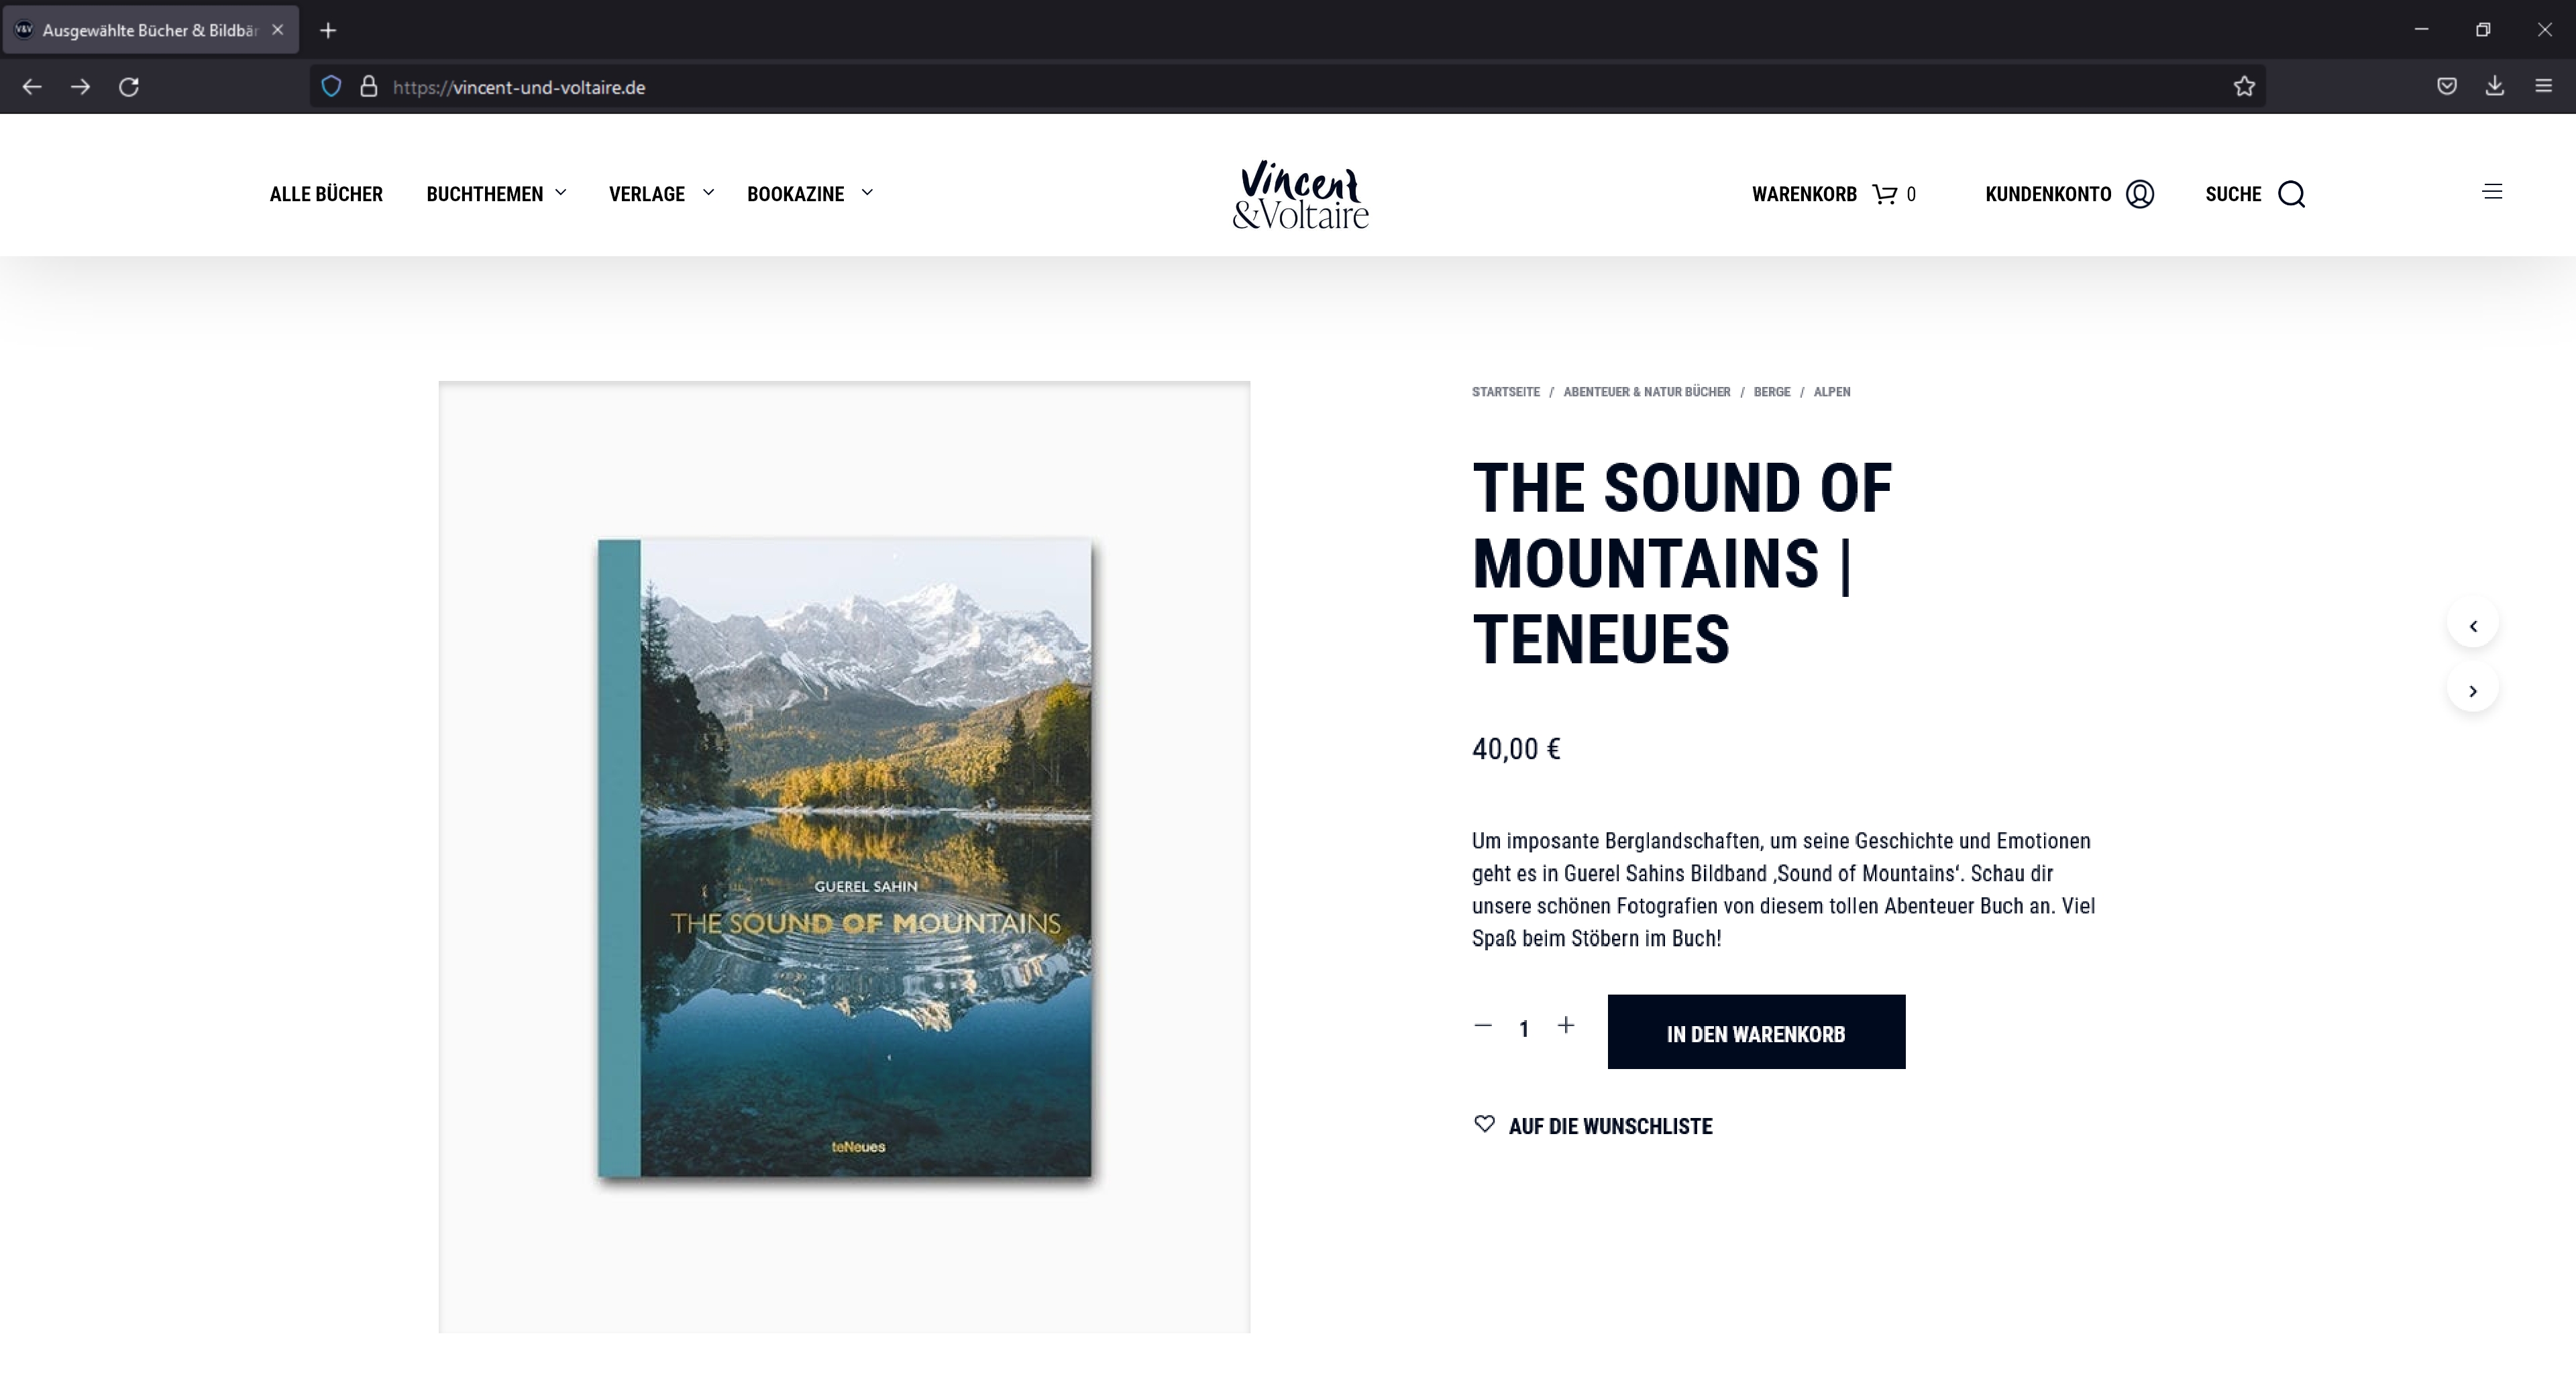 V&V Ausgewählte Bücher & Bildbär
https://vincent-und-voltaire.de
ALLE BÜCHER BUCHTHEMEN VERLAGE BOOKAZINE
Vincent
&Voltaire
WARENKORB 0 KUNDENKONTO SUCHE
STARTSEITE / ABENTEUER & NATUR BÜCHER / BERGE / ALPEN
THE SOUND OF
MOUNTAINS |
TENEUES
40,00 €
Um imposante Berglandschaften, um seine Geschichte und Emotionen
geht es in Guerel Sahins Bildband ‚Sound of Mountains‘. Schau dir
unsere schönen Fotografien von diesem tollen Abenteuer Buch an. Viel
Spaß beim Stöbern im Buch!
1 IN DEN WARENKORB
AUF DIE WUNSCHLISTE
GUEREL SAHIN
THE SOUND OF MOUNTAINS
teNeues